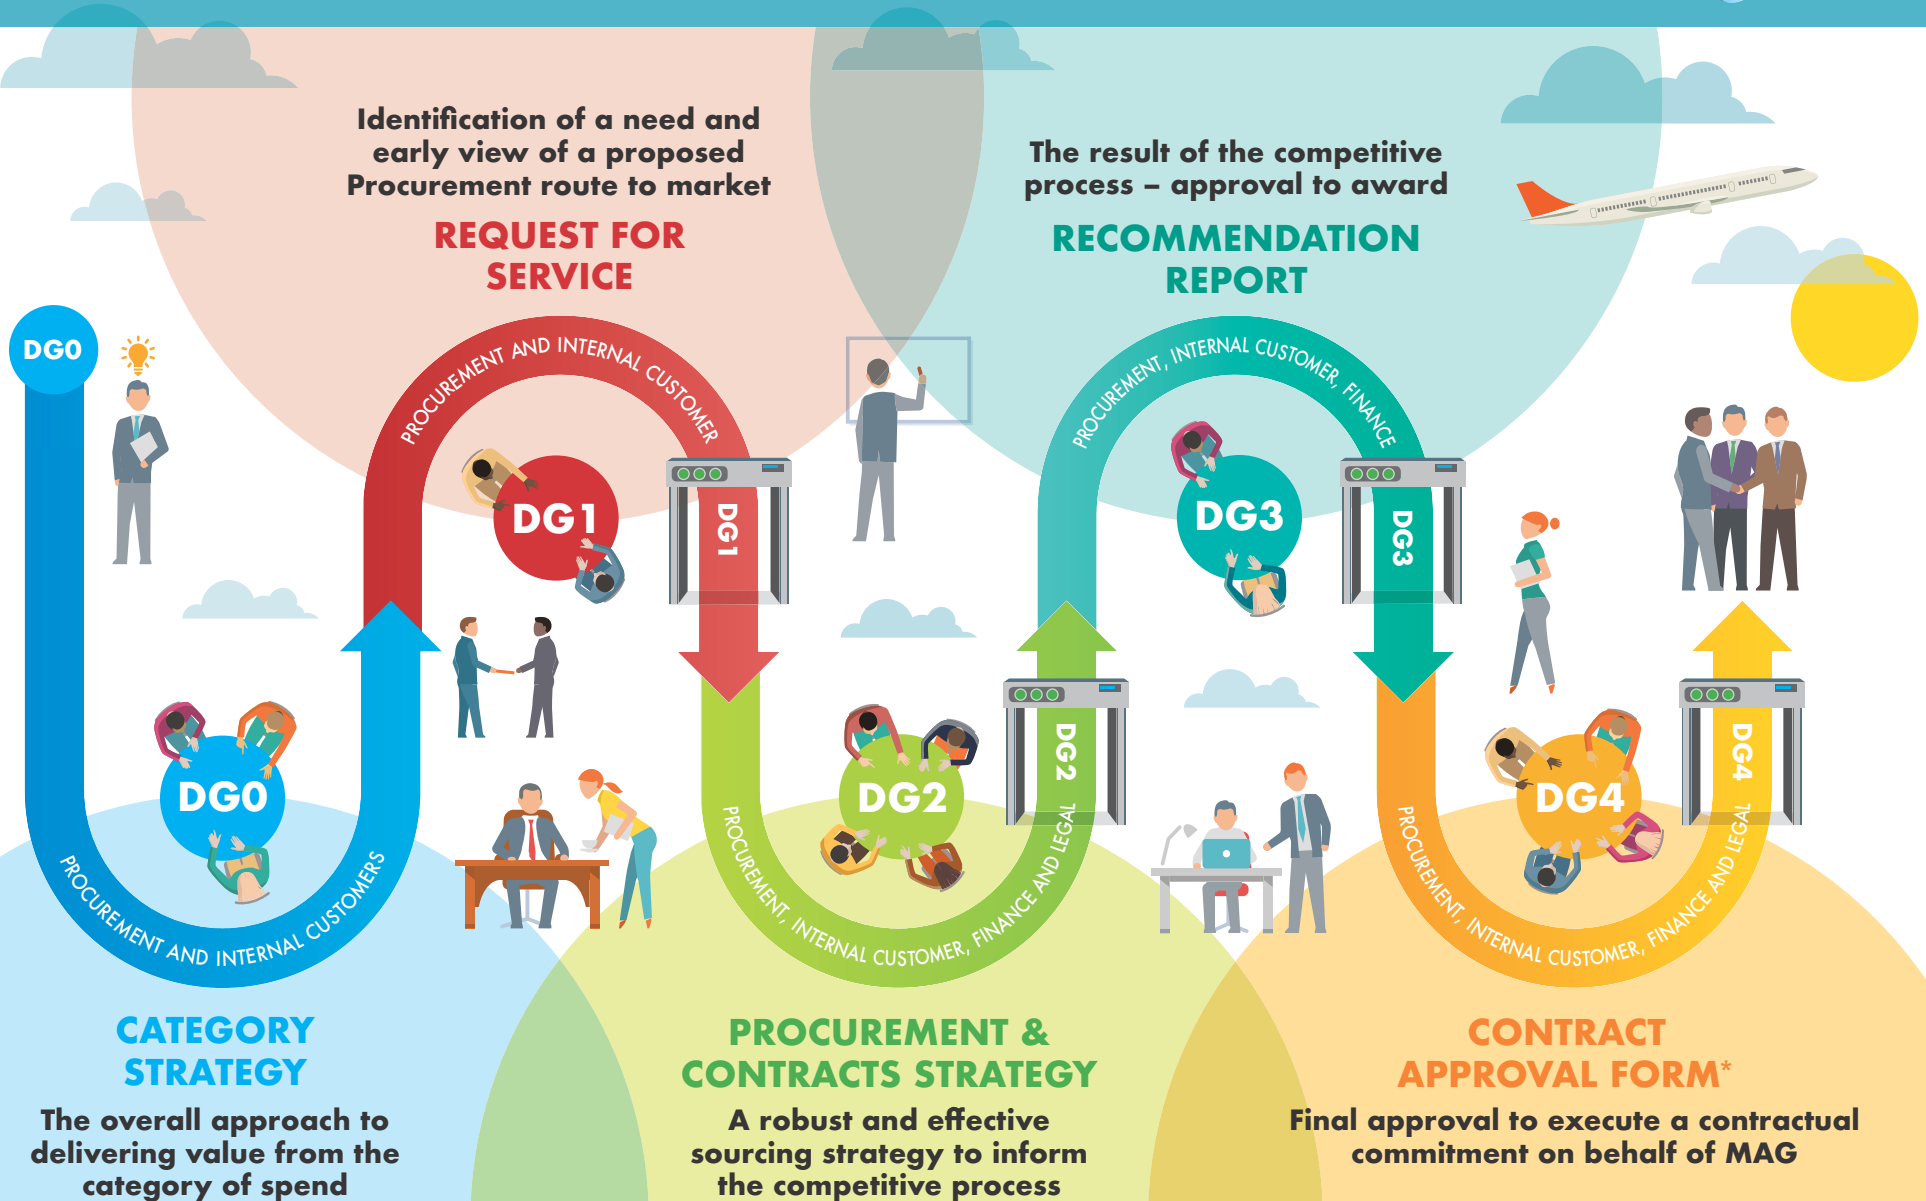 Identification of a need and
early view of a proposed
Procurement route to market
REQUEST FOR
SERVICE
The result of the competitive
process – approval to award
RECOMMENDATION
REPORT
DG0
PROCUREMENT AND INTERNAL CUSTOMER
DG1
DG1
PROCUREMENT, INTERNAL CUSTOMER, FINANCE
DG3
DG3
DG0
PROCUREMENT AND INTERNAL CUSTOMERS
DG2
DG2
PROCUREMENT, INTERNAL CUSTOMER, FINANCE AND LEGAL
DG4
DG4
PROCUREMENT, INTERNAL CUSTOMER, FINANCE AND LEGAL
CATEGORY
STRATEGY
The overall approach to
delivering value from the
category of spend
PROCUREMENT &
CONTRACTS STRATEGY
A robust and effective
sourcing strategy to inform
the competitive process
CONTRACT
APPROVAL FORM*
Final approval to execute a contractual
commitment on behalf of MAG